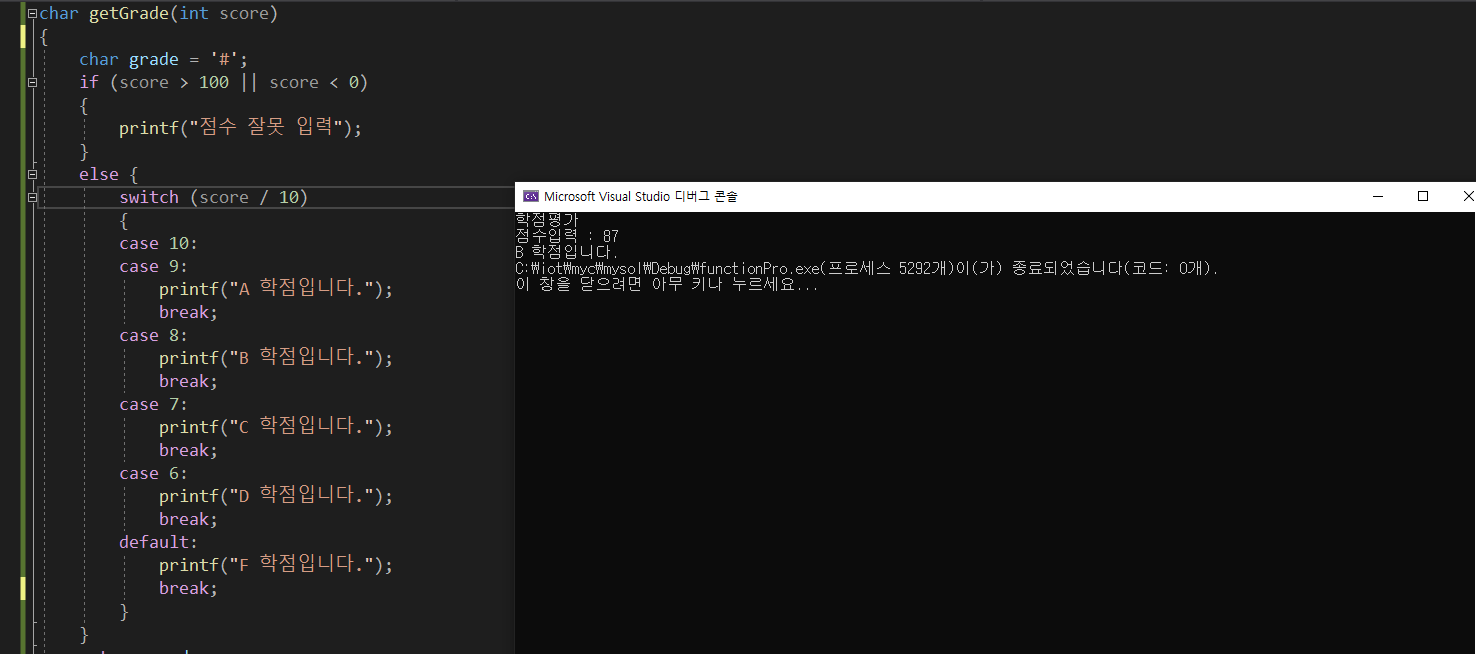 char getGrade(int score)
{
char grade = '#';
if (score > 100 || score < 0)
{
printf("점수 잘못 입력");
}
else {
switch (score / 10)
{
case 10:
case 9:
printf("A 학점입니다.");
break;
case 8:
printf("B 학점입니다.");
break;
case 7:
printf("C 학점입니다.");
break;
case 6:
printf("D 학점입니다.");
break;
default:
printf("F 학점입니다.");
break;
}
}
Microsoft Visual Studio 디버그 콘솔
학점평가
점수입력 : 87
B 학점입니다.
C:\iot\myc\mysol\Debug\functionPro.exe(프로세스 5292개)이(가) 종료되었습니다(코드: 0개).
이 창을 닫으려면 아무 키나 누르세요...